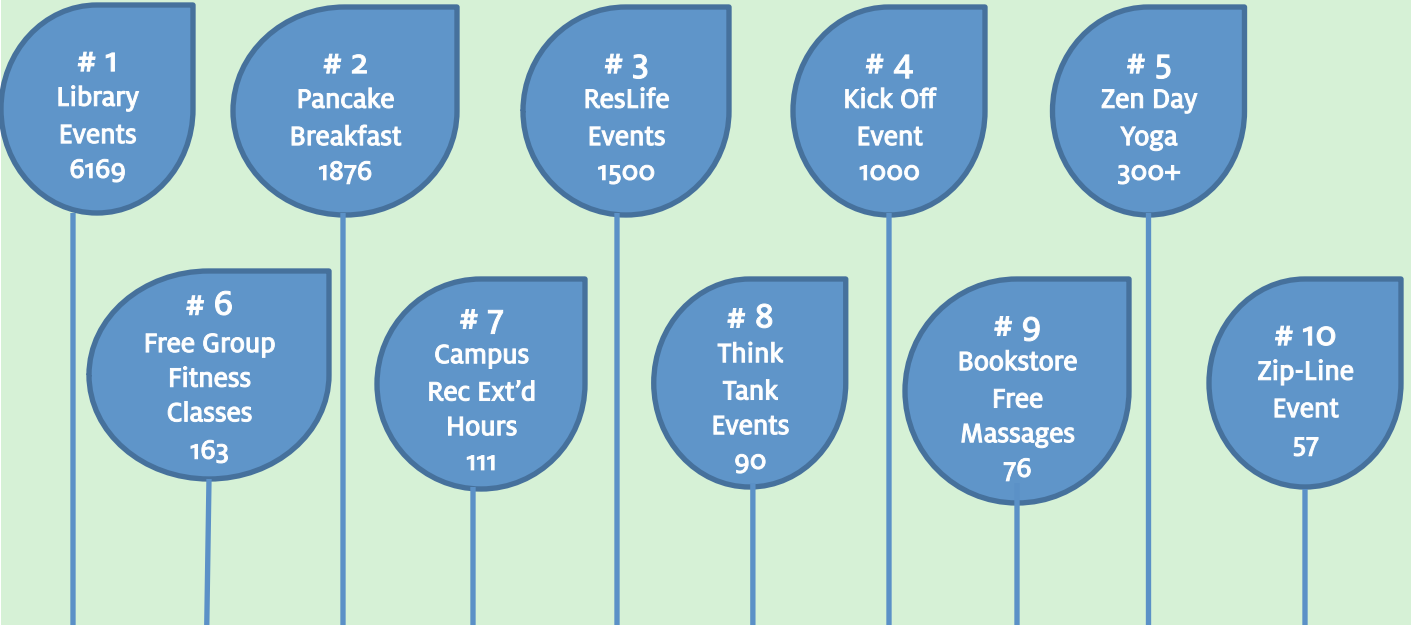 # 1
Library
Events
6169
# 2
Pancake
Breakfast
1876
# 3
ResLife
Events
1500
# 4
Kick Off
Event
1000
# 5
Zen Day
Yoga
300+
# 6
Free Group
Fitness
Classes
163
# 7
Campus
Rec Ext’d
Hours
111
# 8
Think
Tank
Events
90
# 9
Bookstore
Free
Massages
76
# 10
Zip-Line
Event
57